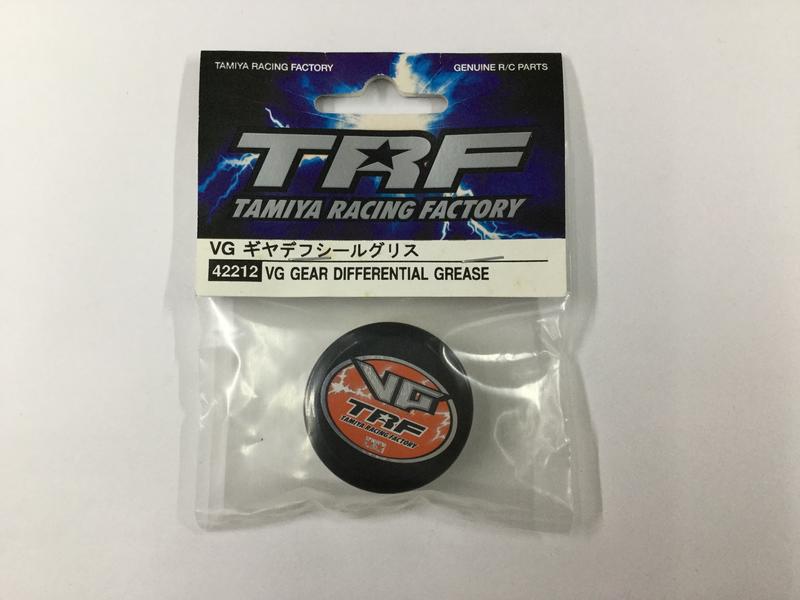 TAMIYA RACING FACTORY
GENUINE R/C PARTS
TRF
TAMIYA RACING FACTORY
VG ギヤデフシールグリス
42212 VG GEAR DIFFERENTIAL GREASE
VG
TRF
TAMIYA RACING FACTORY